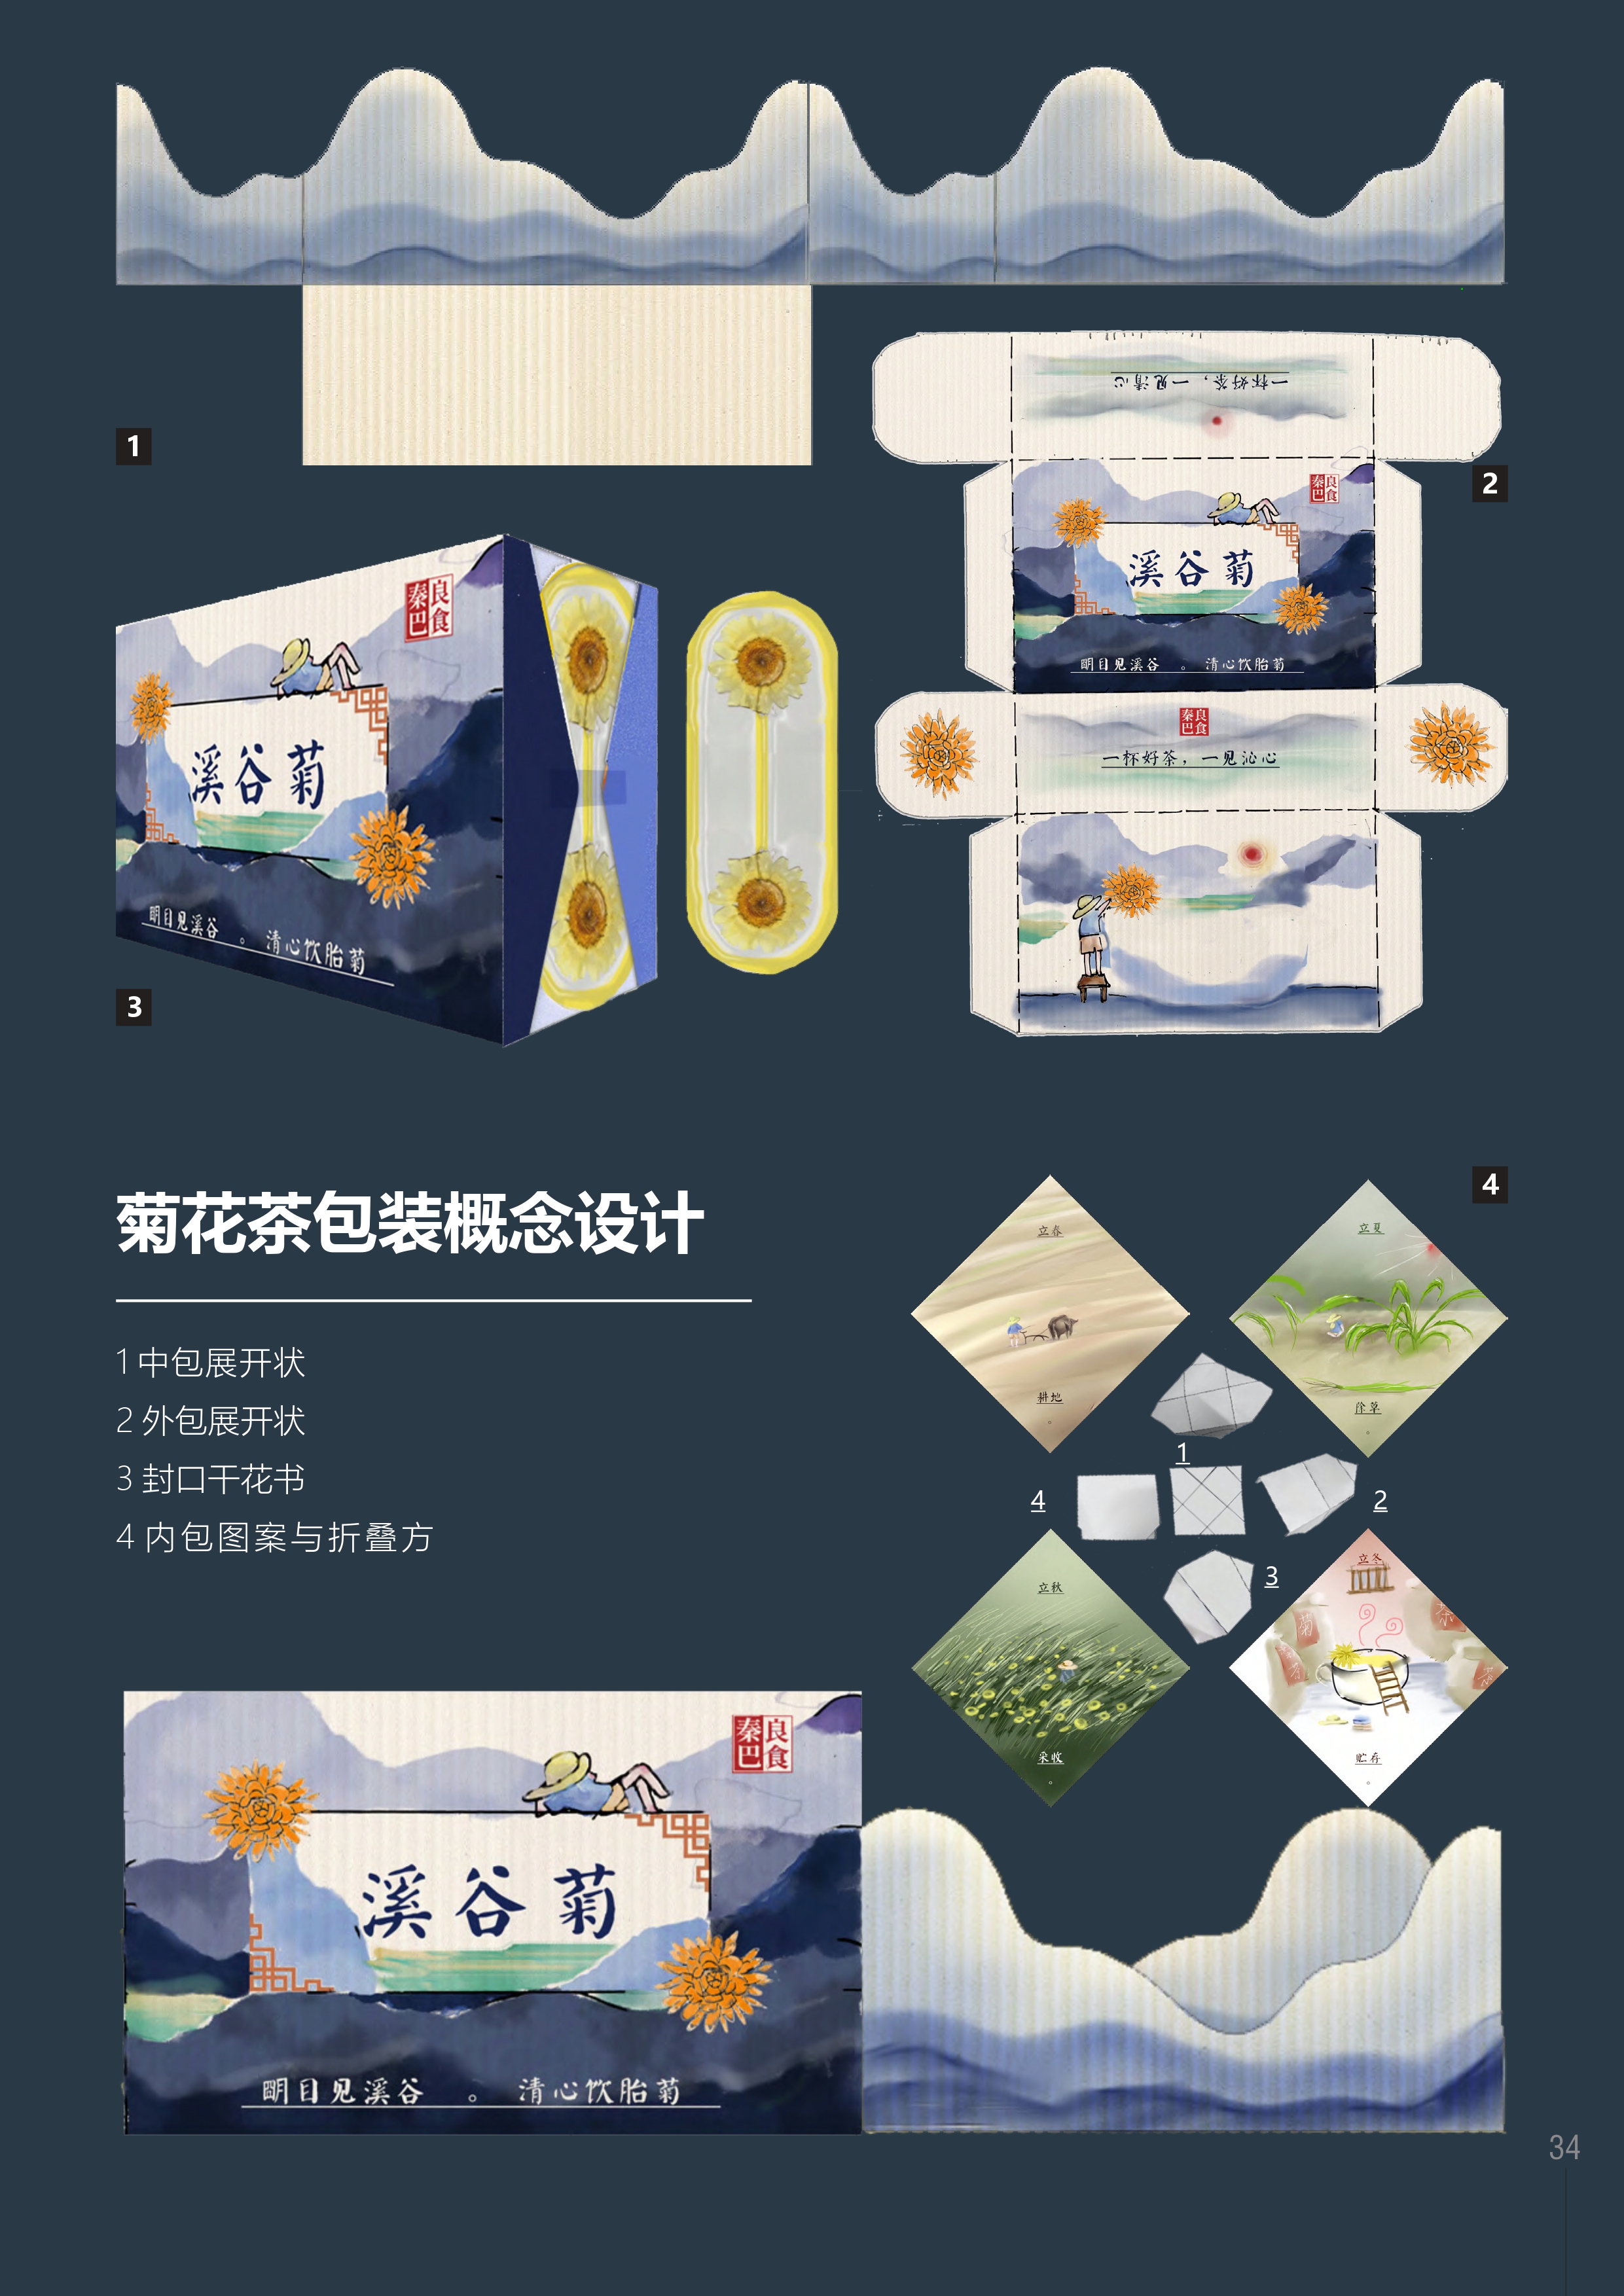 1
一杯好茶，一见清心
2
秦巴
良食
溪谷菊
明目见溪谷 。 清心饮胎菊
秦巴
良食
一杯好茶，一见沁心
秦巴
良食
溪谷菊
明目见溪谷 。 清心饮胎菊
3
菊花茶包装概念设计
1 中包展开状
2 外包展开状
3 封口干花书
4 内包图案与折叠方
4
立春
耕地
。
立夏
除草
。
1
4
2
3
立秋
采收
。
立冬
菊
茶
贮存
。
秦巴
良食
溪谷菊
明目见溪谷 。 清心饮胎菊
34